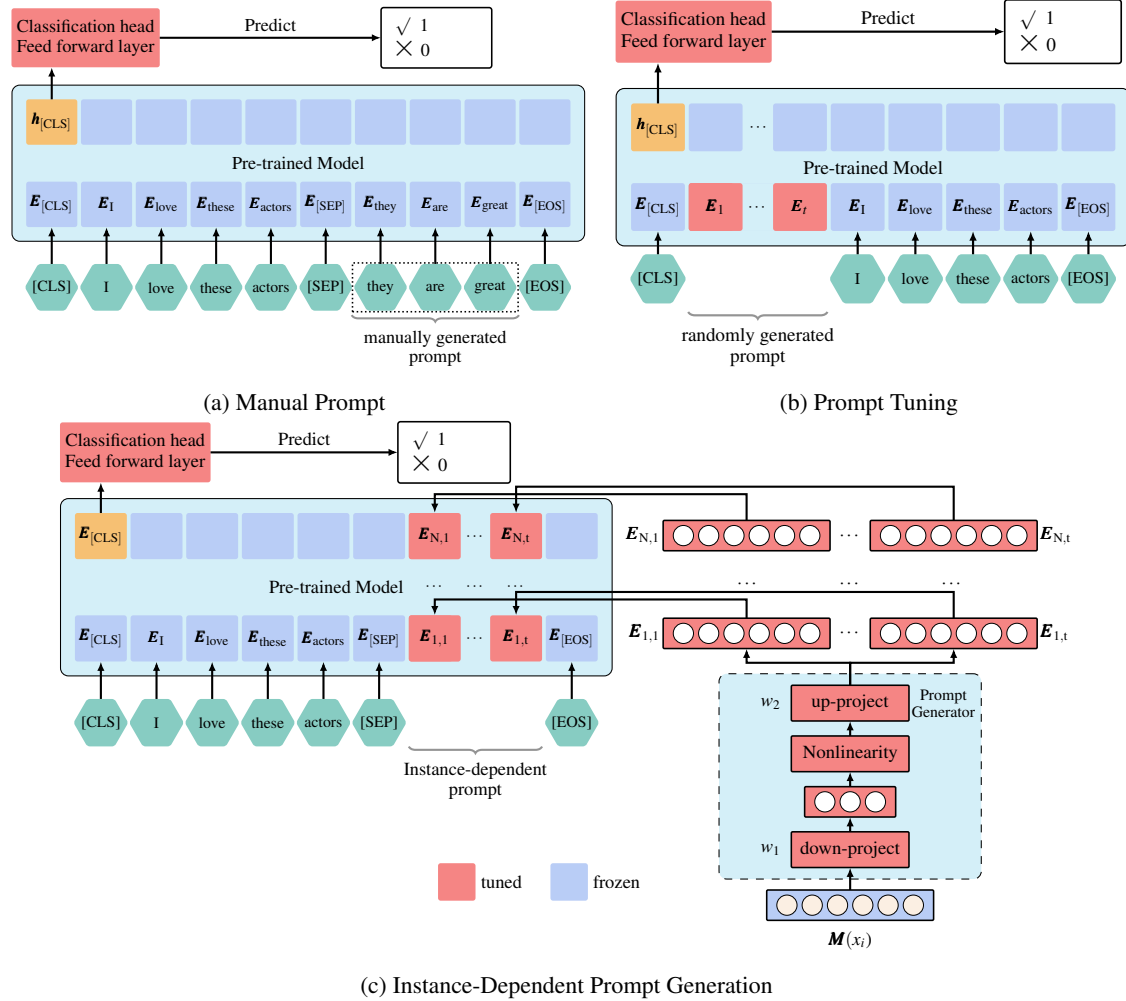 Classification head
Feed forward layer
Predict
√ 1
× 0
h[CLS]
Pre-trained Model
E[CLS] EI Elove Ethese Eactors E[SEP] Ethey Eare Egreat E[EOS]
[CLS] I love these actors [SEP] they are great [EOS]
manually generated
prompt
(a) Manual Prompt
Classification head
Feed forward layer
Predict
√ 1
× 0
h[CLS] ...
Pre-trained Model
E[CLS] E1 ... Et EI Elove Ethese Eactors E[EOS]
[CLS] I love these actors [EOS]
randomly generated
prompt
(b) Prompt Tuning
Classification head
Feed forward layer
Predict
√ 1
× 0
E[CLS] EN,1 ... EN,t
Pre-trained Model ... ... ...
E[CLS] EI Elove Ethese Eactors E[SEP] E1,1 ... E1,t E[EOS]
[CLS] I love these actors [SEP] [EOS]
Instance-dependent
prompt
EN,1 ... EN,t
... ... ...
E1,1 ... E1,t
w2 up-project
Prompt
Generator
Nonlinearity
w1 down-project
M(xi)
tuned frozen
(c) Instance-Dependent Prompt Generation